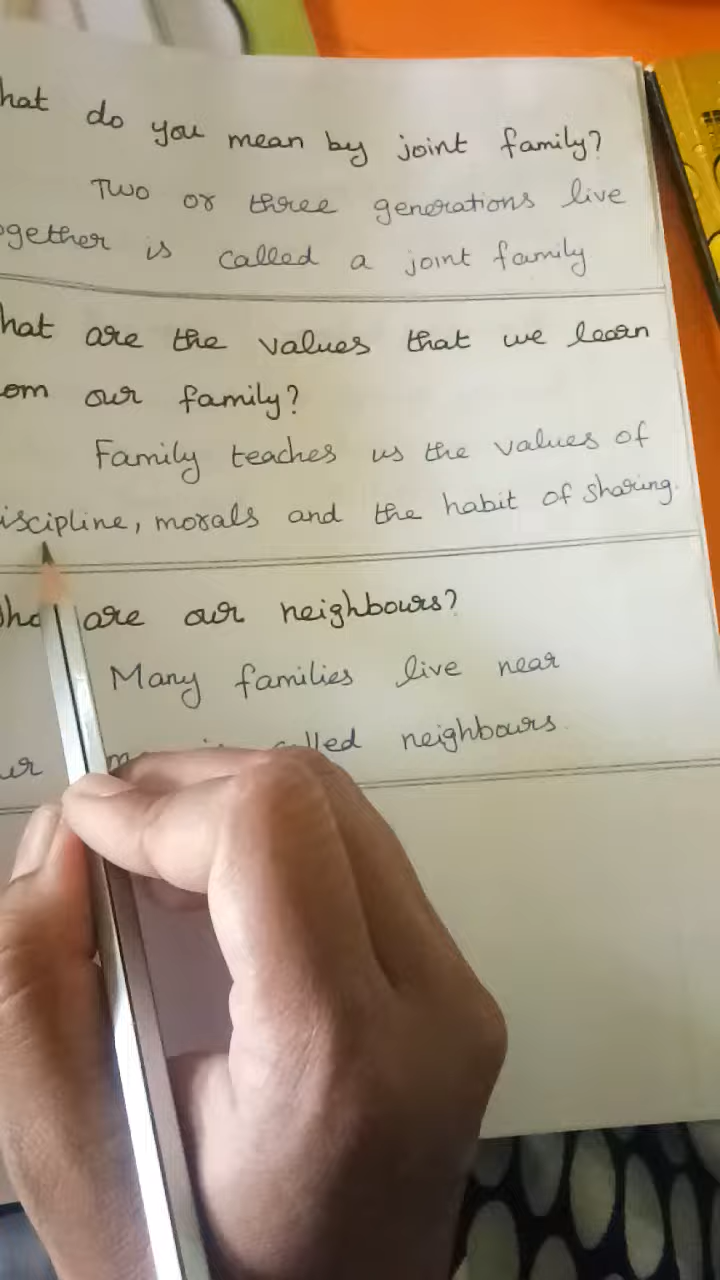 hat do you mean by joint family?
Two or three generations live
ogether is called a joint family
hat are the values that we learn
om our family?
Family teaches us the values of
iscipline, morals and the habit of sharing.
are our neighbours?
Many families live near
neighbours.